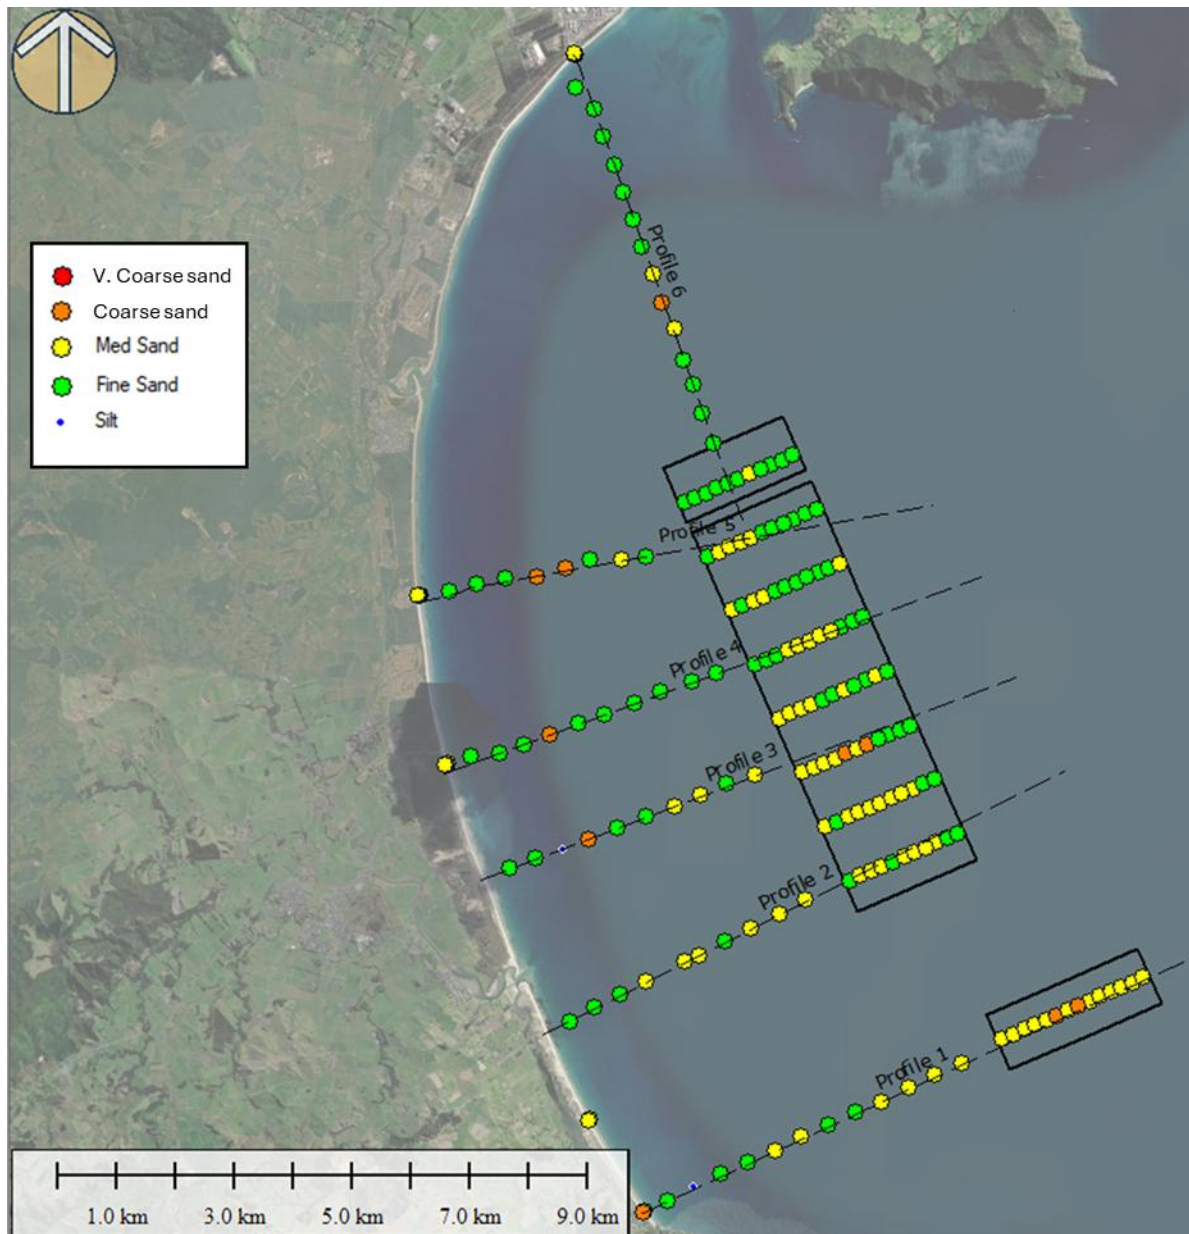 Profile 6
V. Coarse sand
Coarse sand
Med Sand
Fine Sand
Silt
Profile 5
Profile 4
Profile 3
Profile 2
Profile 1
1.0 km 3.0 km 5.0 km 7.0 km 9.0 km